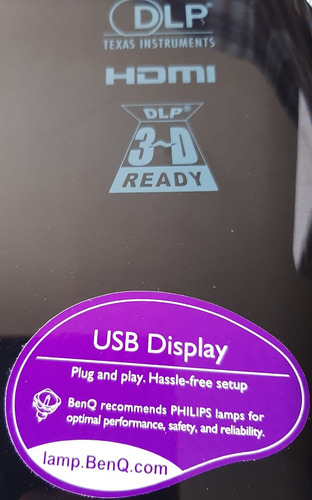 DLP®
TEXAS INSTRUMENTS
HDMI
DLP®
3-D
READY
USB Display
Plug and play. Hassle-free setup
BenQ recommends PHILIPS lamps for
optimal performance, safety, and reliability.
lamp.BenQ.com